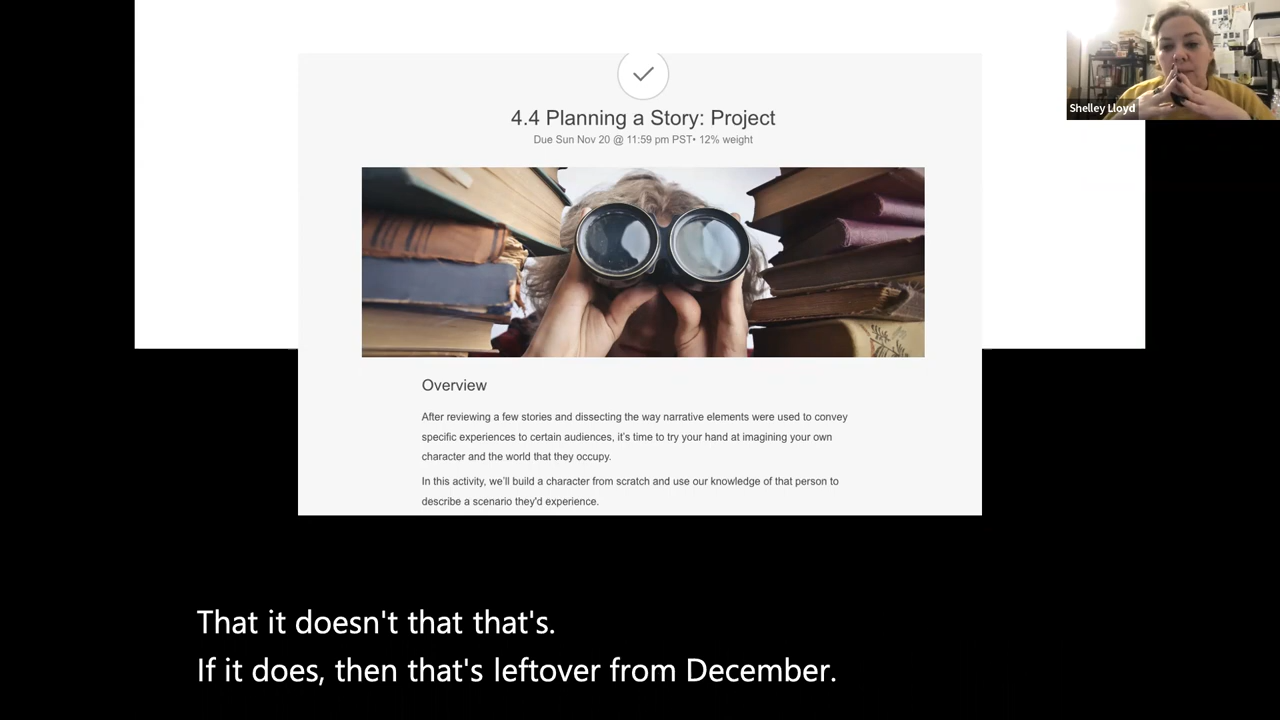 4.4 Planning a Story: Project
Due Sun Nov 20 @ 11:59 pm PST• 12% weight
Shelley Lloyd
Overview
After reviewing a few stories and dissecting the way narrative elements were used to convey
specific experiences to certain audiences, it's time to try your hand at imagining your own
character and the world that they occupy.
In this activity, we'll build a character from scratch and use our knowledge of that person to
describe a scenario they'd experience.
That it doesn't that that's.
If it does, then that's leftover from December.